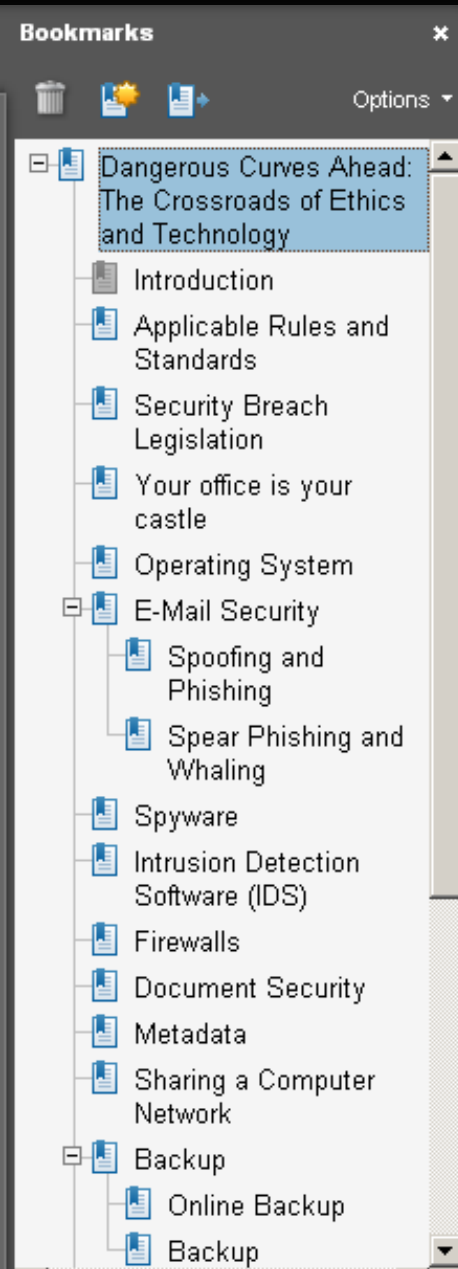 Bookmarks
Options
Dangerous Curves Ahead:
The Crossroads of Ethics
and Technology
Introduction
Applicable Rules and
Standards
Security Breach
Legislation
Your office is your
castle
Operating System
E-Mail Security
Spoofing and
Phishing
Spear Phishing and
Whaling
Spyware
Intrusion Detection
Software (IDS)
Firewalls
Document Security
Metadata
Sharing a Computer
Network
Backup
Online Backup
Backup